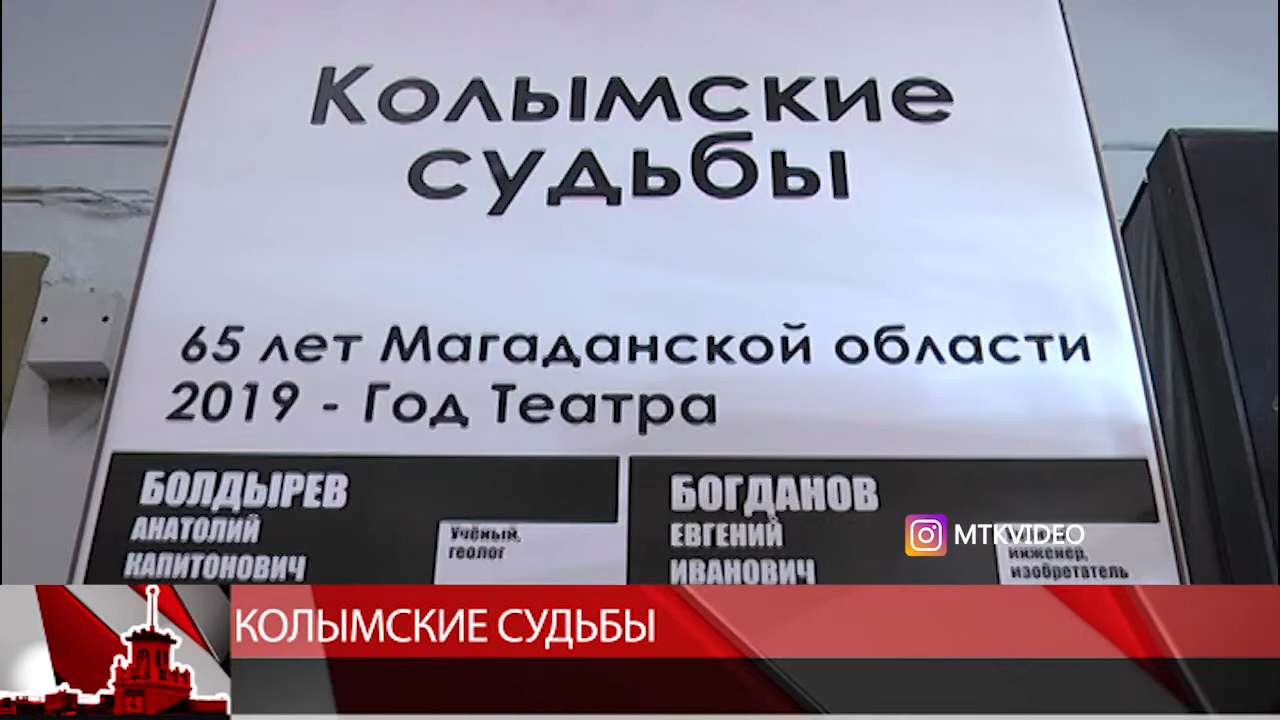 Колымские
судьбы
65 лет Магаданской области
2019 - Год Театра
БОЛДЫРЕВ
АНАТОЛИЙ
КАПИТОНОВИЧ
Учёный,
геолог
БОГДАНОВ
ЕВГЕНИЙ
ИВАНОВИЧ
инженер,
изобретатель
MTKVIDEO
КОЛЫМСКИЕ СУДЬБЫ